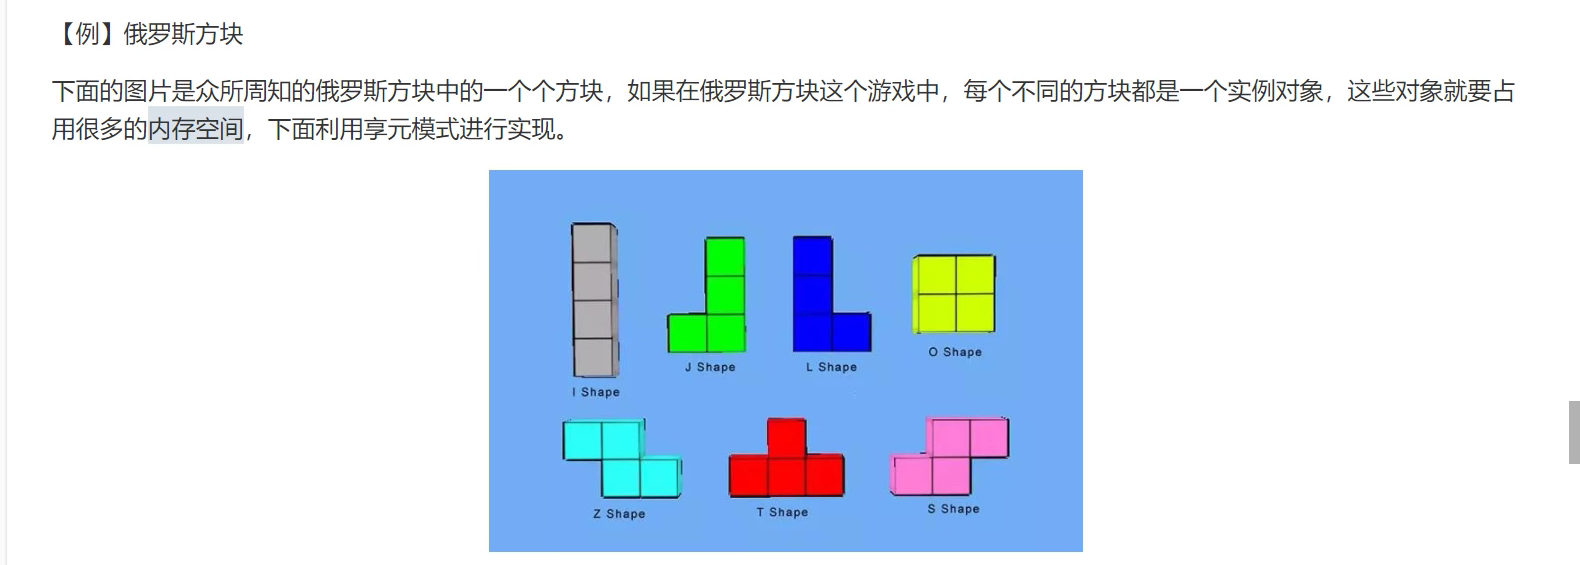 【例】俄罗斯方块
下面的图片是众所周知的俄罗斯方块中的一个个方块，如果在俄罗斯方块这个游戏中，每个不同的方块都是一个实例对象，这些对象就要占
用很多的内存空间，下面利用享元模式进行实现。
I Shape
J Shape
L Shape
O Shape
Z Shape
T Shape
S Shape